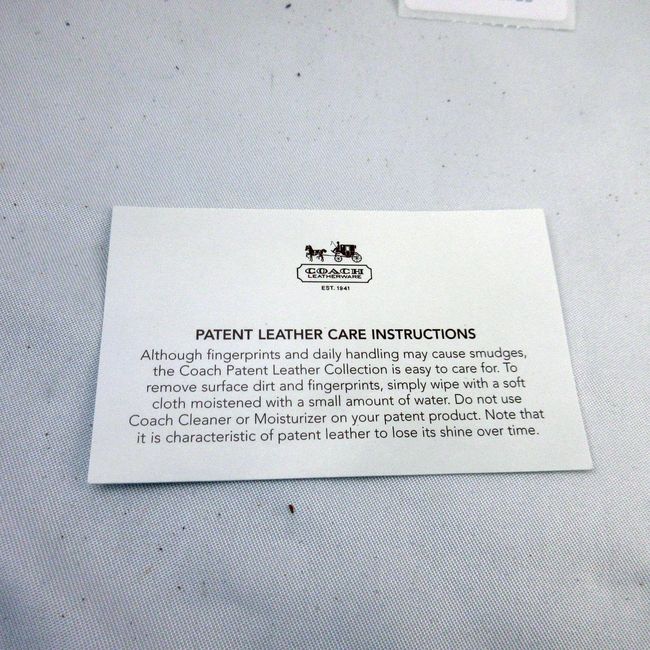 COACH
LEATHERWARE
EST. 1941
PATENT LEATHER CARE INSTRUCTIONS
Although fingerprints and daily handling may cause smudges,
the Coach Patent Leather Collection is easy to care for. To
remove surface dirt and fingerprints, simply wipe with a soft
cloth moistened with a small amount of water. Do not use
Coach Cleaner or Moisturizer on your patent product. Note that
it is characteristic of patent leather to lose its shine over time.